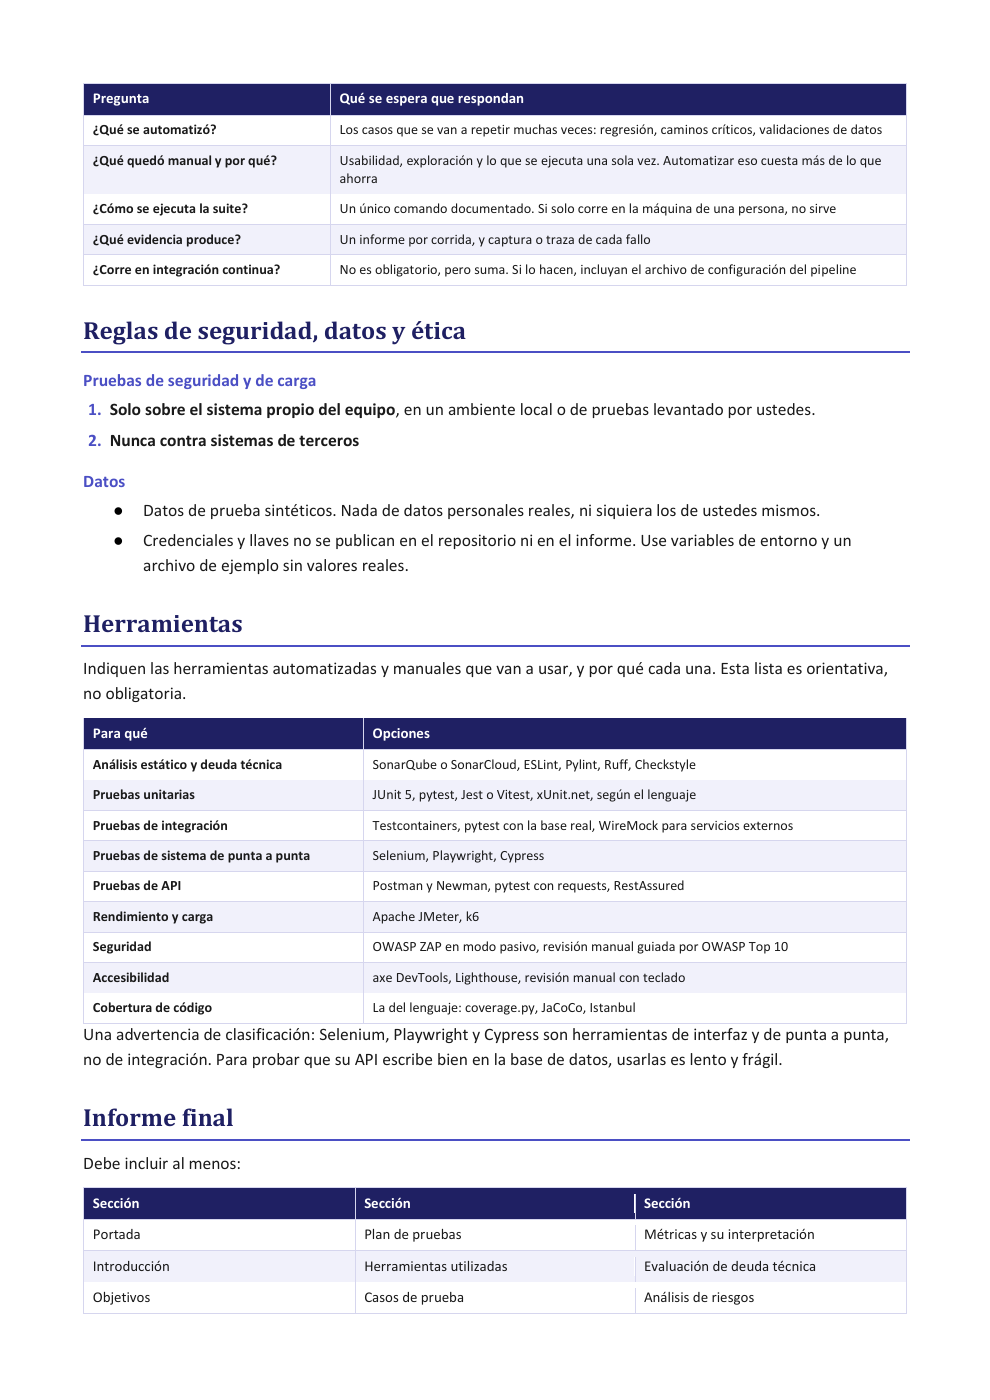 Pregunta Qué se espera que respondan
¿Qué se automatizó? Los casos que se van a repetir muchas veces: regresión, caminos críticos, validaciones de datos
¿Qué quedó manual y por qué? Usabilidad, exploración y lo que se ejecuta una sola vez. Automatizar eso cuesta más de lo que
ahorra
¿Cómo se ejecuta la suite? Un único comando documentado. Si solo corre en la máquina de una persona, no sirve
¿Qué evidencia produce? Un informe por corrida, y captura o traza de cada fallo
¿Corre en integración continua? No es obligatorio, pero suma. Si lo hacen, incluyan el archivo de configuración del pipeline
Reglas de seguridad, datos y ética
Pruebas de seguridad y de carga
1. Solo sobre el sistema propio del equipo, en un ambiente local o de pruebas levantado por ustedes.
2. Nunca contra sistemas de terceros
Datos
● Datos de prueba sintéticos. Nada de datos personales reales, ni siquiera los de ustedes mismos.
● Credenciales y llaves no se publican en el repositorio ni en el informe. Use variables de entorno y un
archivo de ejemplo sin valores reales.
Herramientas
Indiquen las herramientas automatizadas y manuales que van a usar, y por qué cada una. Esta lista es orientativa,
no obligatoria.
Para qué Opciones
Análisis estático y deuda técnica SonarQube o SonarCloud, ESLint, Pylint, Ruff, Checkstyle
Pruebas unitarias JUnit 5, pytest, Jest o Vitest, xUnit.net, según el lenguaje
Pruebas de integración Testcontainers, pytest con la base real, WireMock para servicios externos
Pruebas de sistema de punta a punta Selenium, Playwright, Cypress
Pruebas de API Postman y Newman, pytest con requests, RestAssured
Rendimiento y carga Apache JMeter, k6
Seguridad OWASP ZAP en modo pasivo, revisión manual guiada por OWASP Top 10
Accesibilidad axe DevTools, Lighthouse, revisión manual con teclado
Cobertura de código La del lenguaje: coverage.py, JaCoCo, Istanbul
Una advertencia de clasificación: Selenium, Playwright y Cypress son herramientas de interfaz y de punta a punta,
no de integración. Para probar que su API escribe bien en la base de datos, usarlas es lento y frágil.
Informe final
Debe incluir al menos:
Sección Sección Sección
Portada Plan de pruebas Métricas y su interpretación
Introducción Herramientas utilizadas Evaluación de deuda técnica
Objetivos Casos de prueba Análisis de riesgos